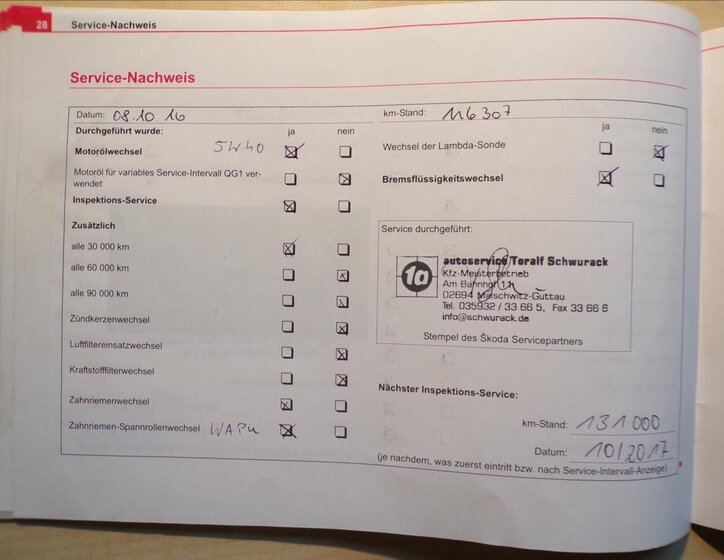 28 Service-Nachweis
Service-Nachweis
Datum: 08.10.16
Durchgeführt wurde: ja nein
Motorölwechsel 5W40
Motoröl für variables Service-Intervall QG1 ver-
wendet
Inspektions-Service
Zusätzlich
alle 30 000 km
alle 60 000 km
alle 90 000 km
Zündkerzenwechsel
Luftfiltereinsatzwechsel
Kraftstofffilterwechsel
Zahnriemenwechsel
Zahnriemen-Spannrollenwechsel WAPU
km-Stand: 116307
ja nein
Wechsel der Lambda-Sonde
Bremsflüssigkeitswechsel
Service durchgeführt:
1a
autoservice Toralf Schwurack
Kfz-Meisterbetrieb
Am Bahnhof
02694 Malschwitz-Guttau
Tel. 035932 / 33 66 5, Fax 33 66 6
info@schwurack.de
Stempel des Škoda Servicepartners
Nächster Inspektions-Service:
km-Stand: 131000
Datum: 10/2017
(je nachdem, was zuerst eintritt bzw. nach Service-Intervall-Anzeige)